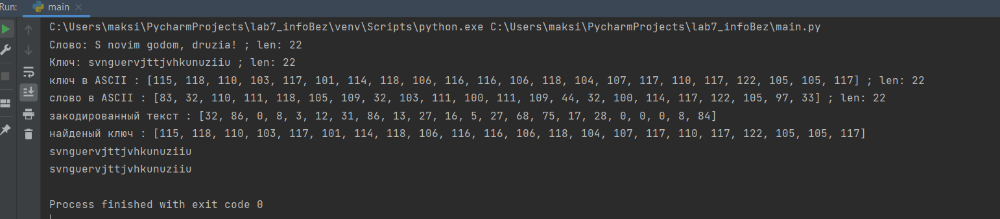 Run: main
C:\Users\maksi\PycharmProjects\lab7_infoBez\venv\Scripts\python.exe C:\Users\maksi\PycharmProjects\lab7_infoBez\main.py
Слово: S novim godom, druzia! ; len: 22
Ключ: svnguervjttjvhkunuziiu ; len: 22
ключ в ASCII : [115, 118, 110, 103, 117, 101, 114, 118, 106, 116, 116, 106, 118, 104, 107, 117, 110, 117, 122, 105, 105, 117] ; len: 22
слово в ASCII : [83, 32, 110, 111, 118, 105, 109, 32, 103, 111, 100, 111, 109, 44, 32, 100, 114, 117, 122, 105, 97, 33] ; len: 22
закодированный текст : [32, 86, 0, 8, 3, 12, 31, 86, 13, 27, 16, 5, 27, 68, 75, 17, 28, 0, 0, 0, 8, 84]
найденый ключ : [115, 118, 110, 103, 117, 101, 114, 118, 106, 116, 116, 106, 118, 104, 107, 117, 110, 117, 122, 105, 105, 117]
svnguervjttjvhkunuziiu
svnguervjttjvhkunuziiu
Process finished with exit code 0